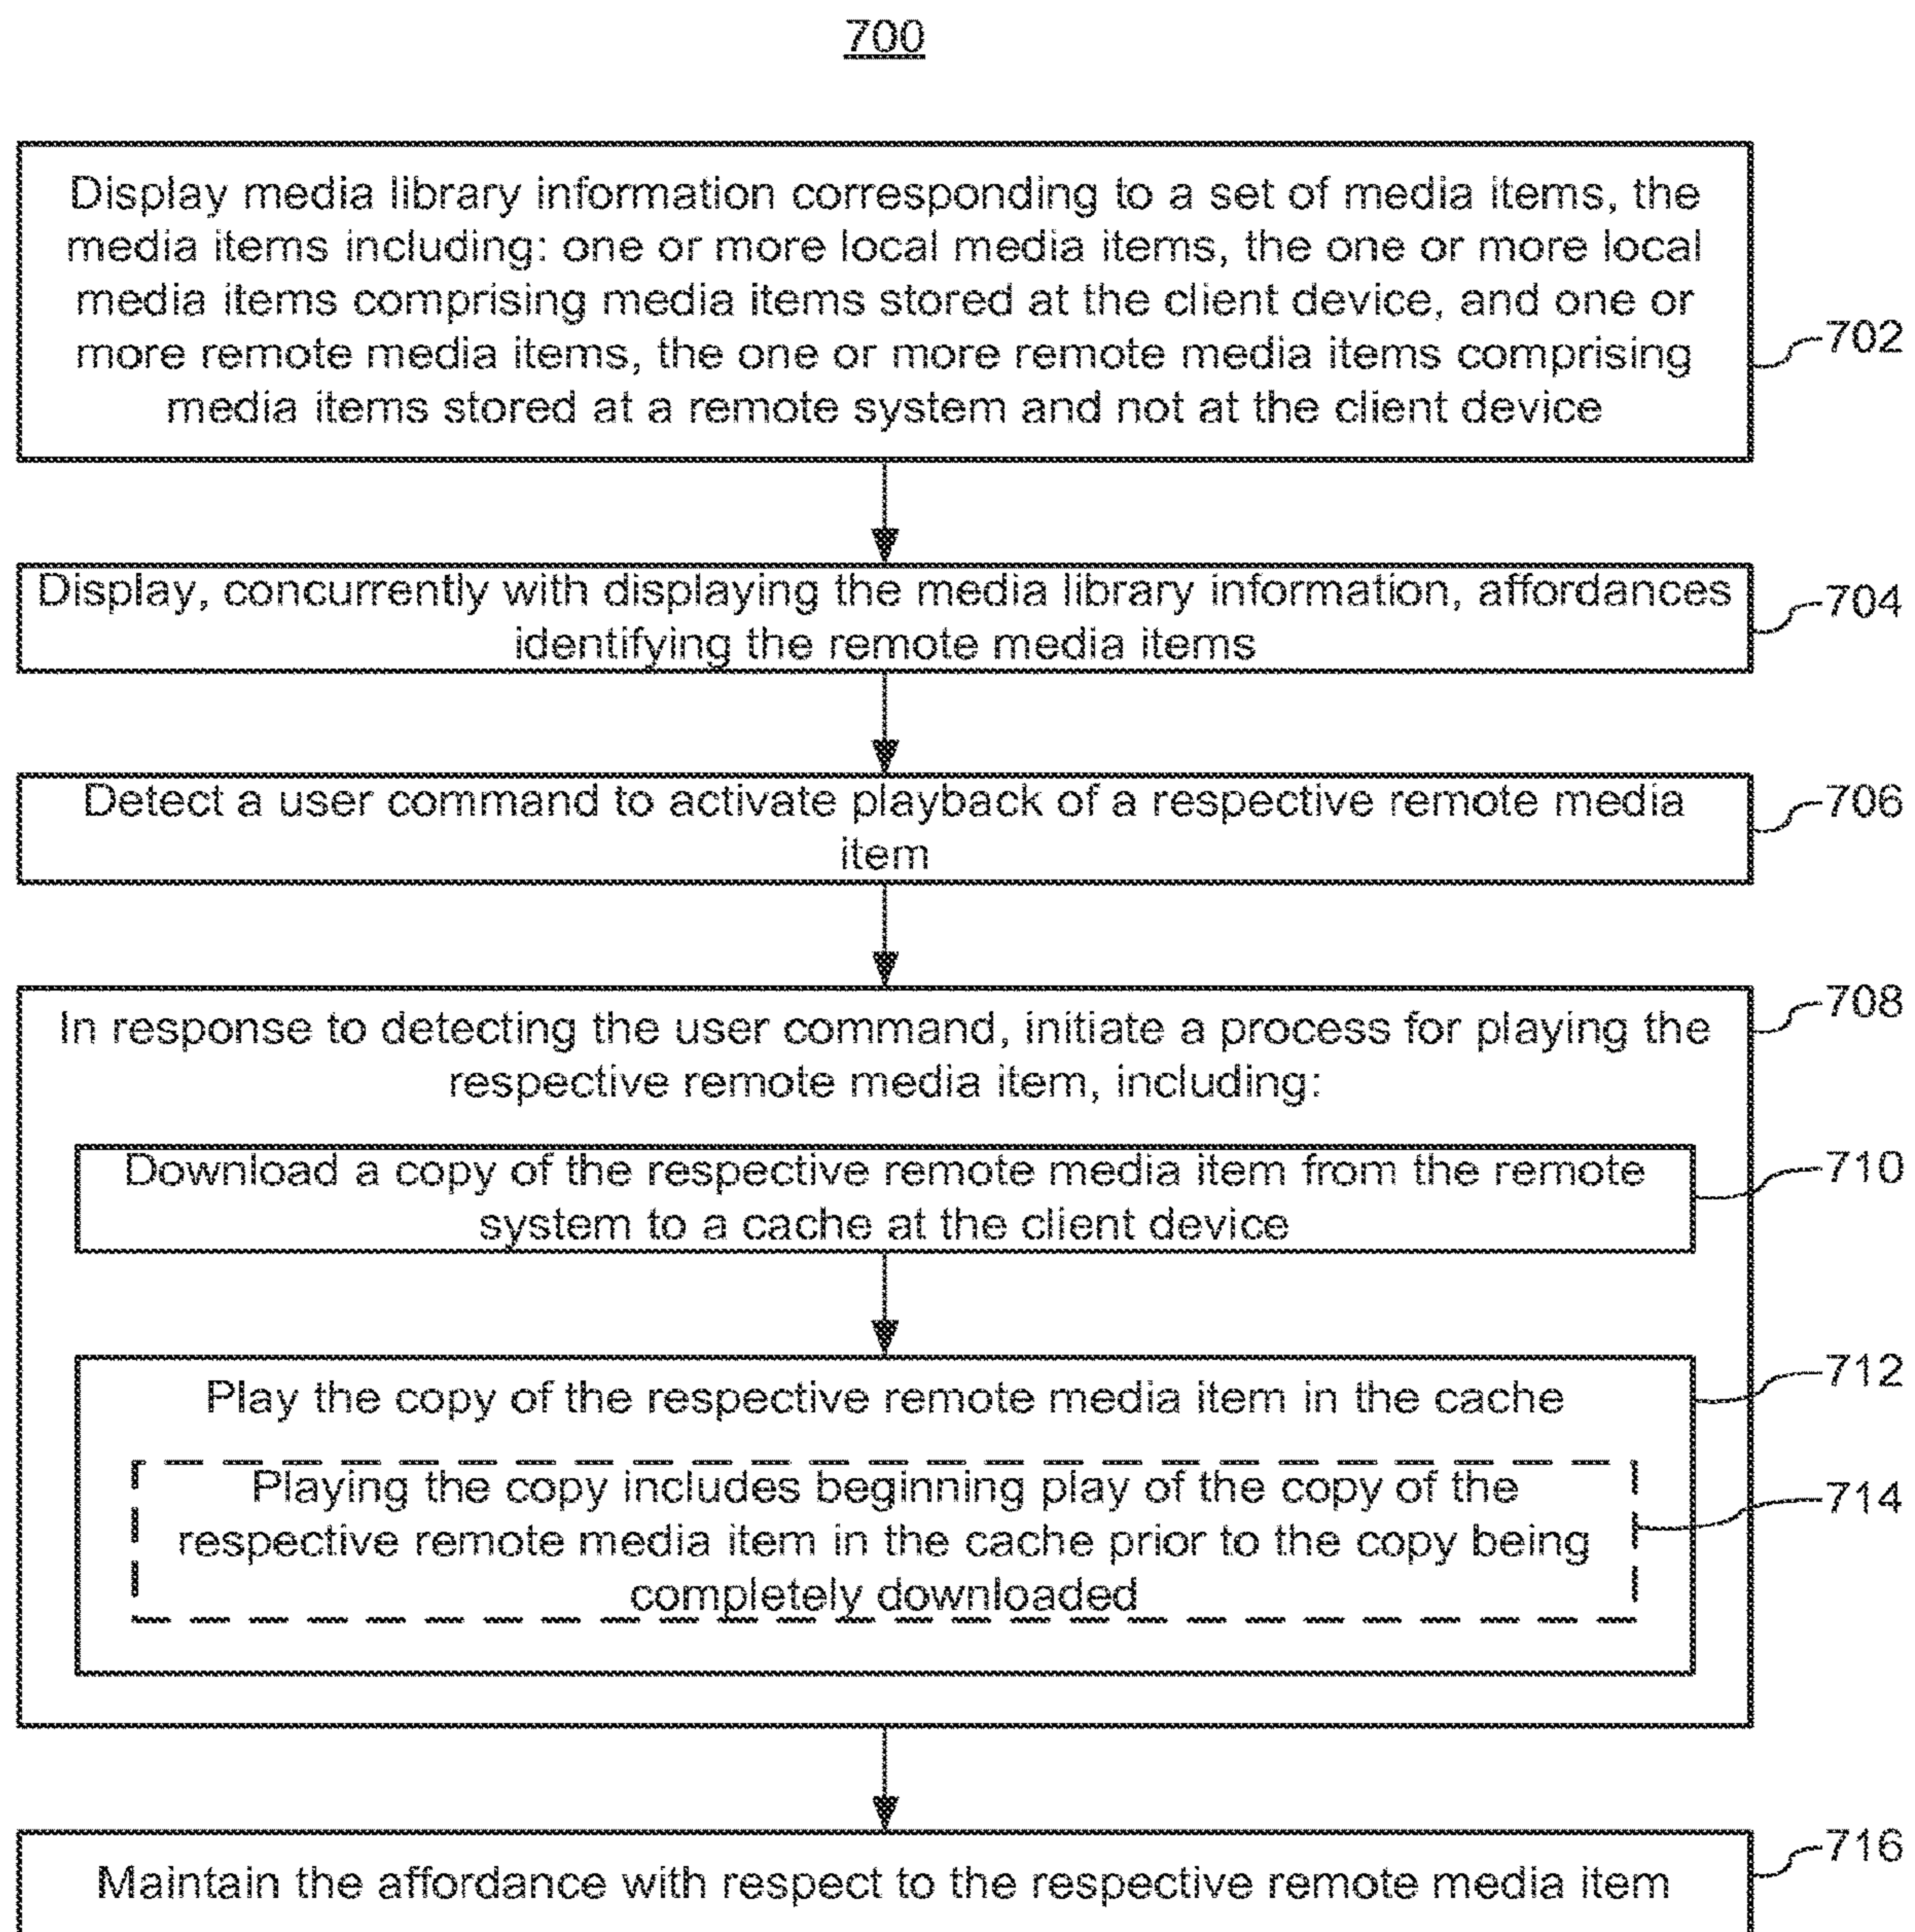 700
Display media library information corresponding to a set of media items, the
media items including: one or more local media items, the one or more local
media items comprising media items stored at the client device, and one or
more remote media items, the one or more remote media items comprising
media items stored at a remote system and not at the client device
702
Display, concurrently with displaying the media library information, affordances
identifying the remote media items
704
Detect a user command to activate playback of a respective remote media
item
706
In response to detecting the user command, initiate a process for playing the
respective remote media item, including:
708
Download a copy of the respective remote media item from the remote
system to a cache at the client device
710
Play the copy of the respective remote media item in the cache
712
Playing the copy includes beginning play of the copy of the
respective remote media item in the cache prior to the copy being
completely downloaded
714
Maintain the affordance with respect to the respective remote media item
716